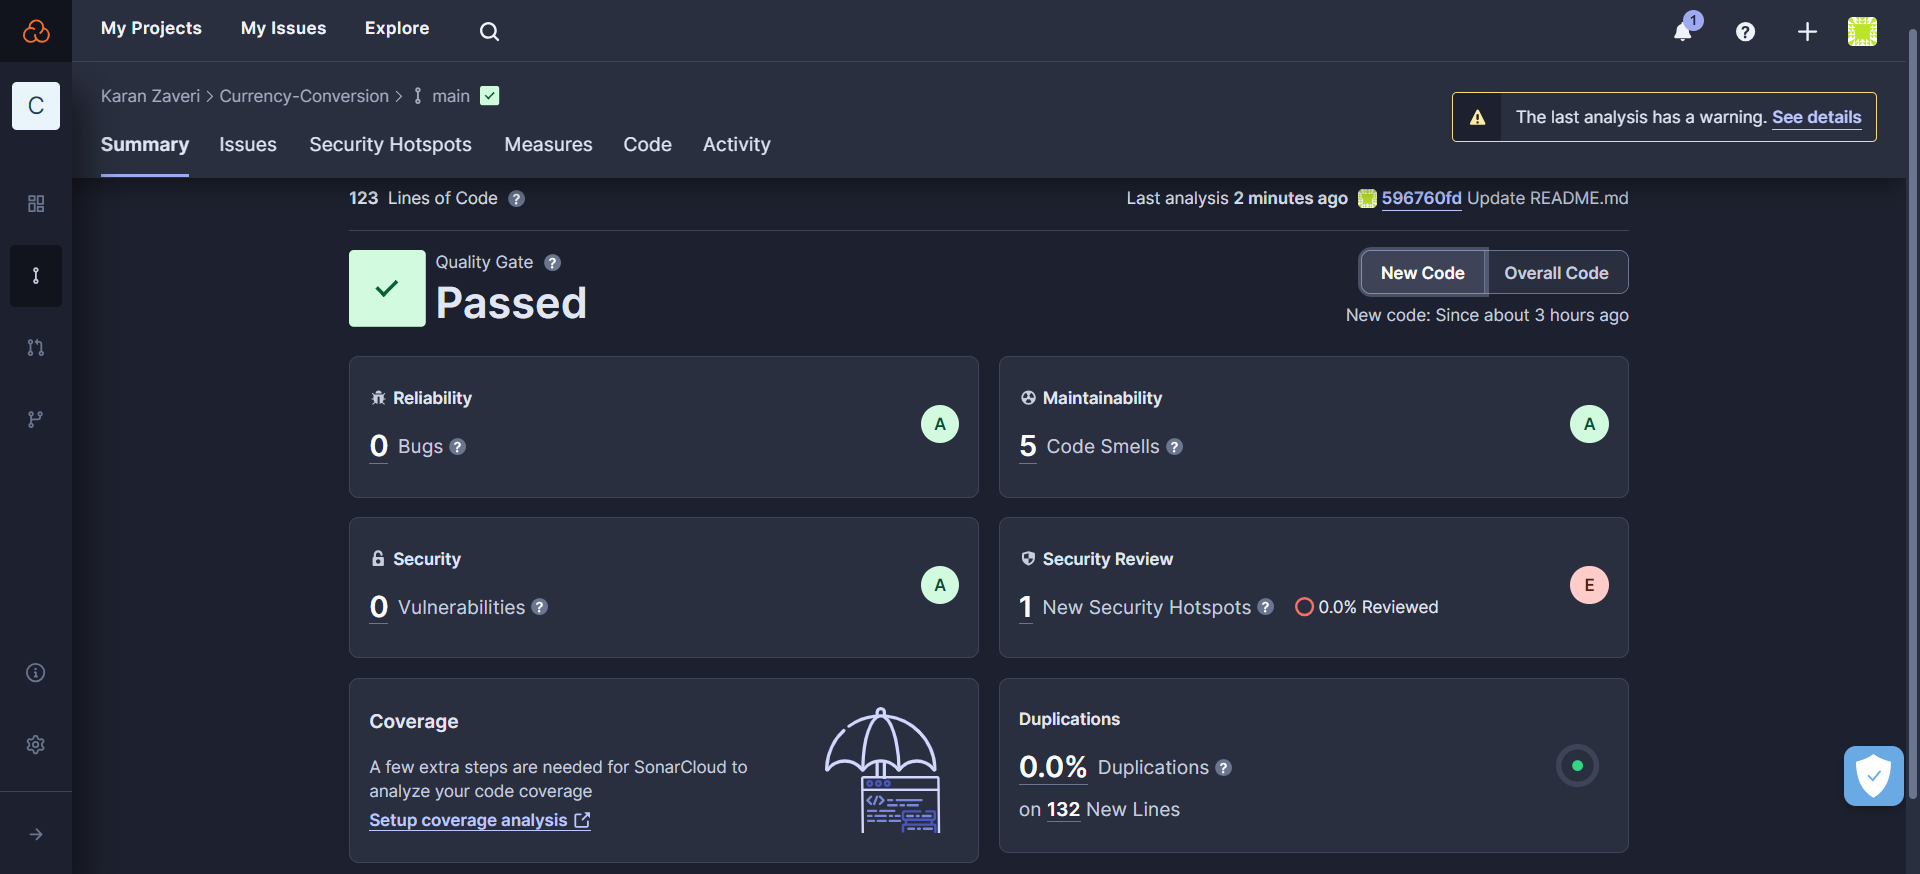 My Projects My Issues Explore
1
C
Karan Zaveri > Currency-Conversion > main
The last analysis has a warning. See details
Summary Issues Security Hotspots Measures Code Activity
123 Lines of Code ?
Last analysis 2 minutes ago 596760fd Update README.md
Quality Gate ?
Passed
New Code Overall Code
New code: Since about 3 hours ago
Reliability
0 Bugs ?
A
Maintainability
5 Code Smells ?
A
Security
0 Vulnerabilities ?
A
Security Review
1 New Security Hotspots ? 0.0% Reviewed
E
Coverage
A few extra steps are needed for SonarCloud to
analyze your code coverage
Setup coverage analysis
Duplications
0.0% Duplications ?
on 132 New Lines